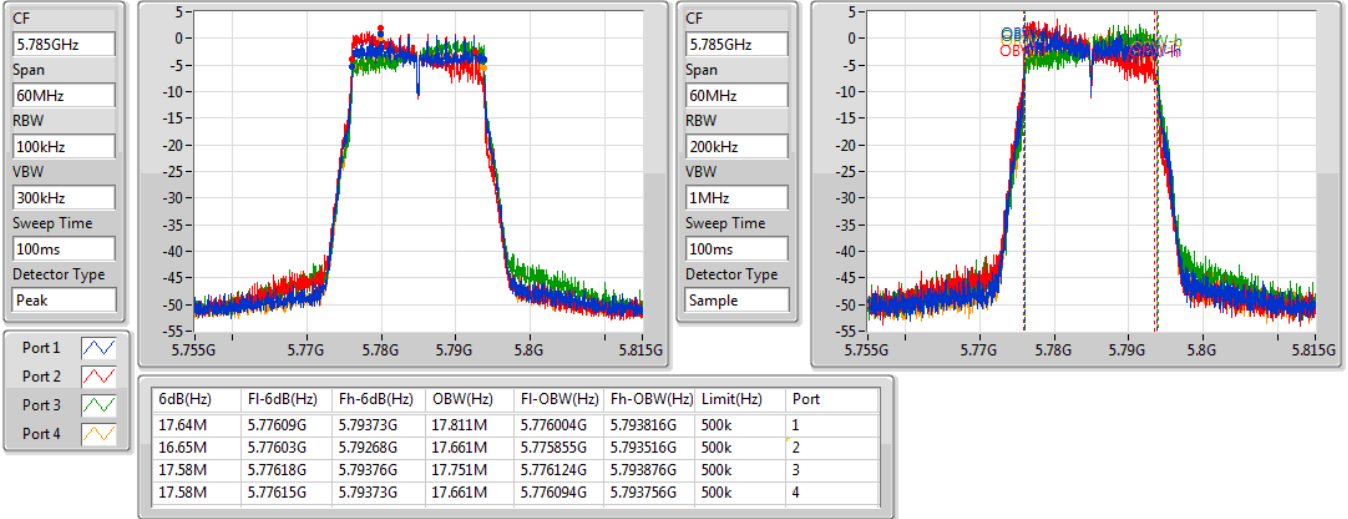 CF
5.785GHz
Span
60MHz
RBW
100kHz
VBW
300kHz
Sweep Time
100ms
Detector Type
Peak
5
0
-5
-10
-15
-20
-25
-30
-35
-40
-45
-50
-55
5.755G 5.77G 5.78G 5.79G 5.8G 5.815G
CF
5.785GHz
Span
60MHz
RBW
200kHz
VBW
1MHz
Sweep Time
100ms
Detector Type
Sample
5
0
-5
-10
-15
-20
-25
-30
-35
-40
-45
-50
-55
5.755G 5.77G 5.78G 5.79G 5.8G 5.815G
Port 1
Port 2
Port 3
Port 4
6dB(Hz) Fl-6dB(Hz) Fh-6dB(Hz) OBW(Hz) Fl-OBW(Hz) Fh-OBW(Hz) Limit(Hz) Port
17.64M 5.77609G 5.79373G 17.811M 5.776004G 5.793816G 500k 1
16.65M 5.77603G 5.79268G 17.661M 5.775855G 5.793516G 500k 2
17.58M 5.77618G 5.79376G 17.751M 5.776124G 5.793876G 500k 3
17.58M 5.77615G 5.79373G 17.661M 5.776094G 5.793756G 500k 4